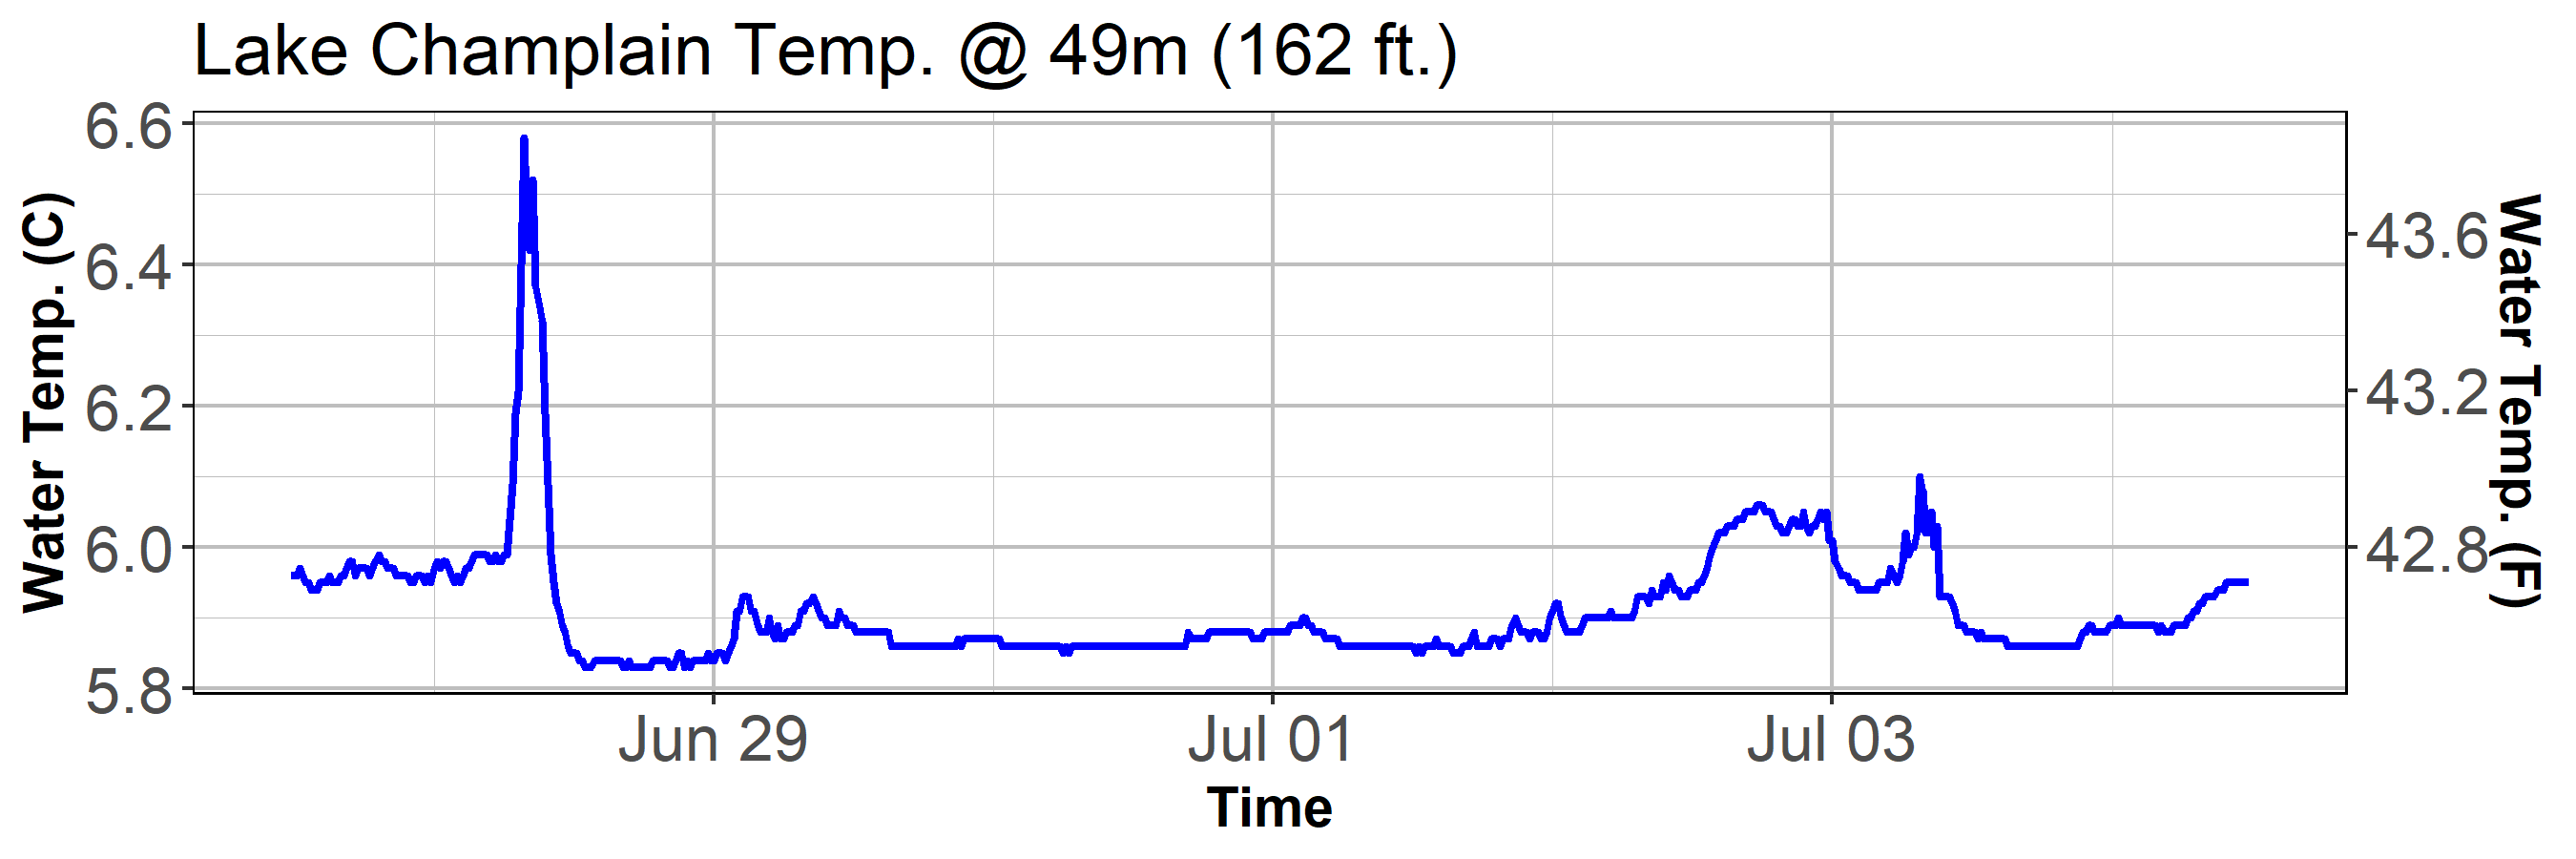 Lake Champlain Temp. @ 49m (162 ft.)
Water Temp. (C)
6.6
6.4
6.2
6.0
5.8
43.6
43.2
42.8
Water Temp. (F)
Jun 29 Jul 01 Jul 03
Time